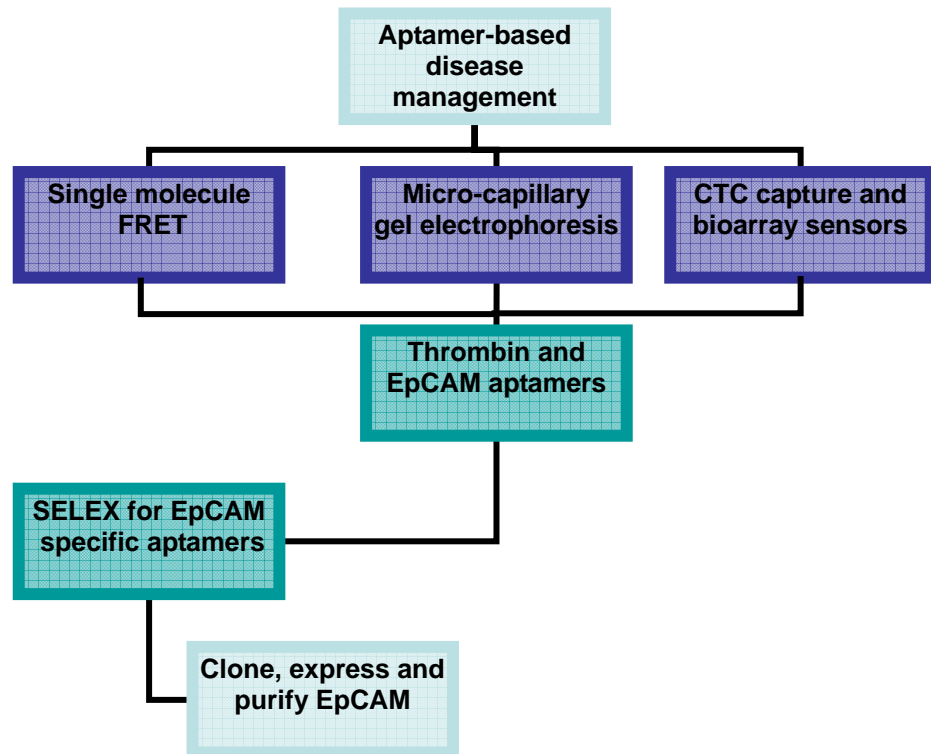 Aptamer-based
disease
management
Single molecule
FRET
Micro-capillary
gel electrophoresis
CTC capture and
bioarray sensors
Thrombin and
EpCAM aptamers
SELEX for EpCAM
specific aptamers
Clone, express and
purify EpCAM